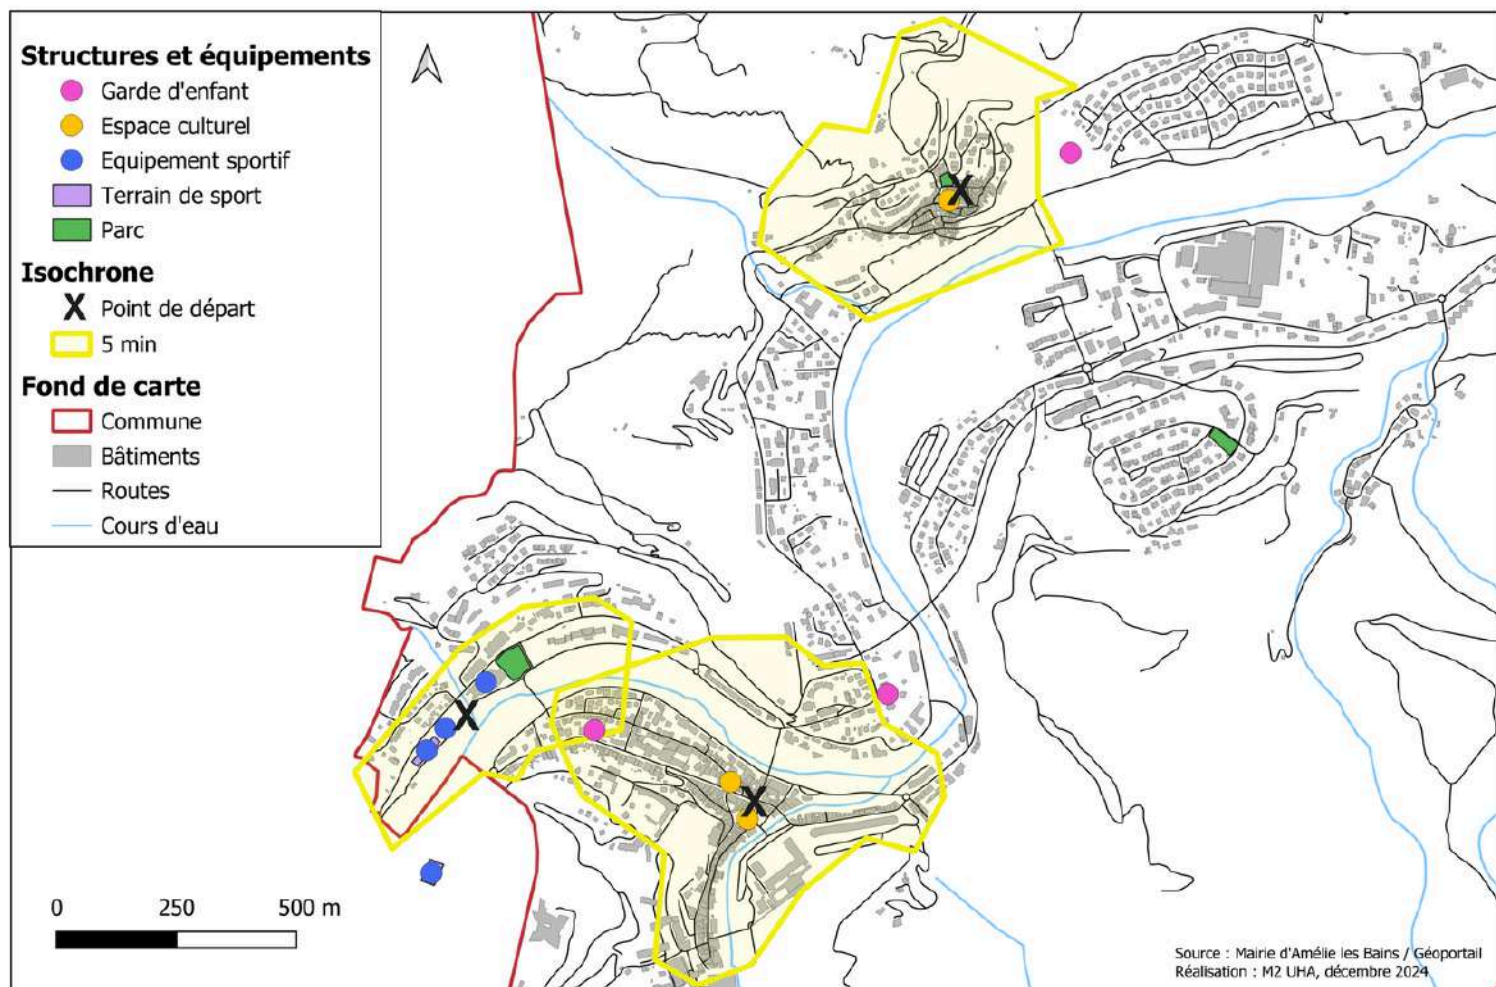 Structures et équipements
Garde d'enfant
Espace culturel
Equipement sportif
Terrain de sport
Parc
Isochrone
X Point de départ
5 min
Fond de carte
Commune
Bâtiments
Routes
Cours d'eau
X
X
X
0 250 500 m
Source : Mairie d'Amélie les Bains / Géoportail
Réalisation : M2 UHA, décembre 2024